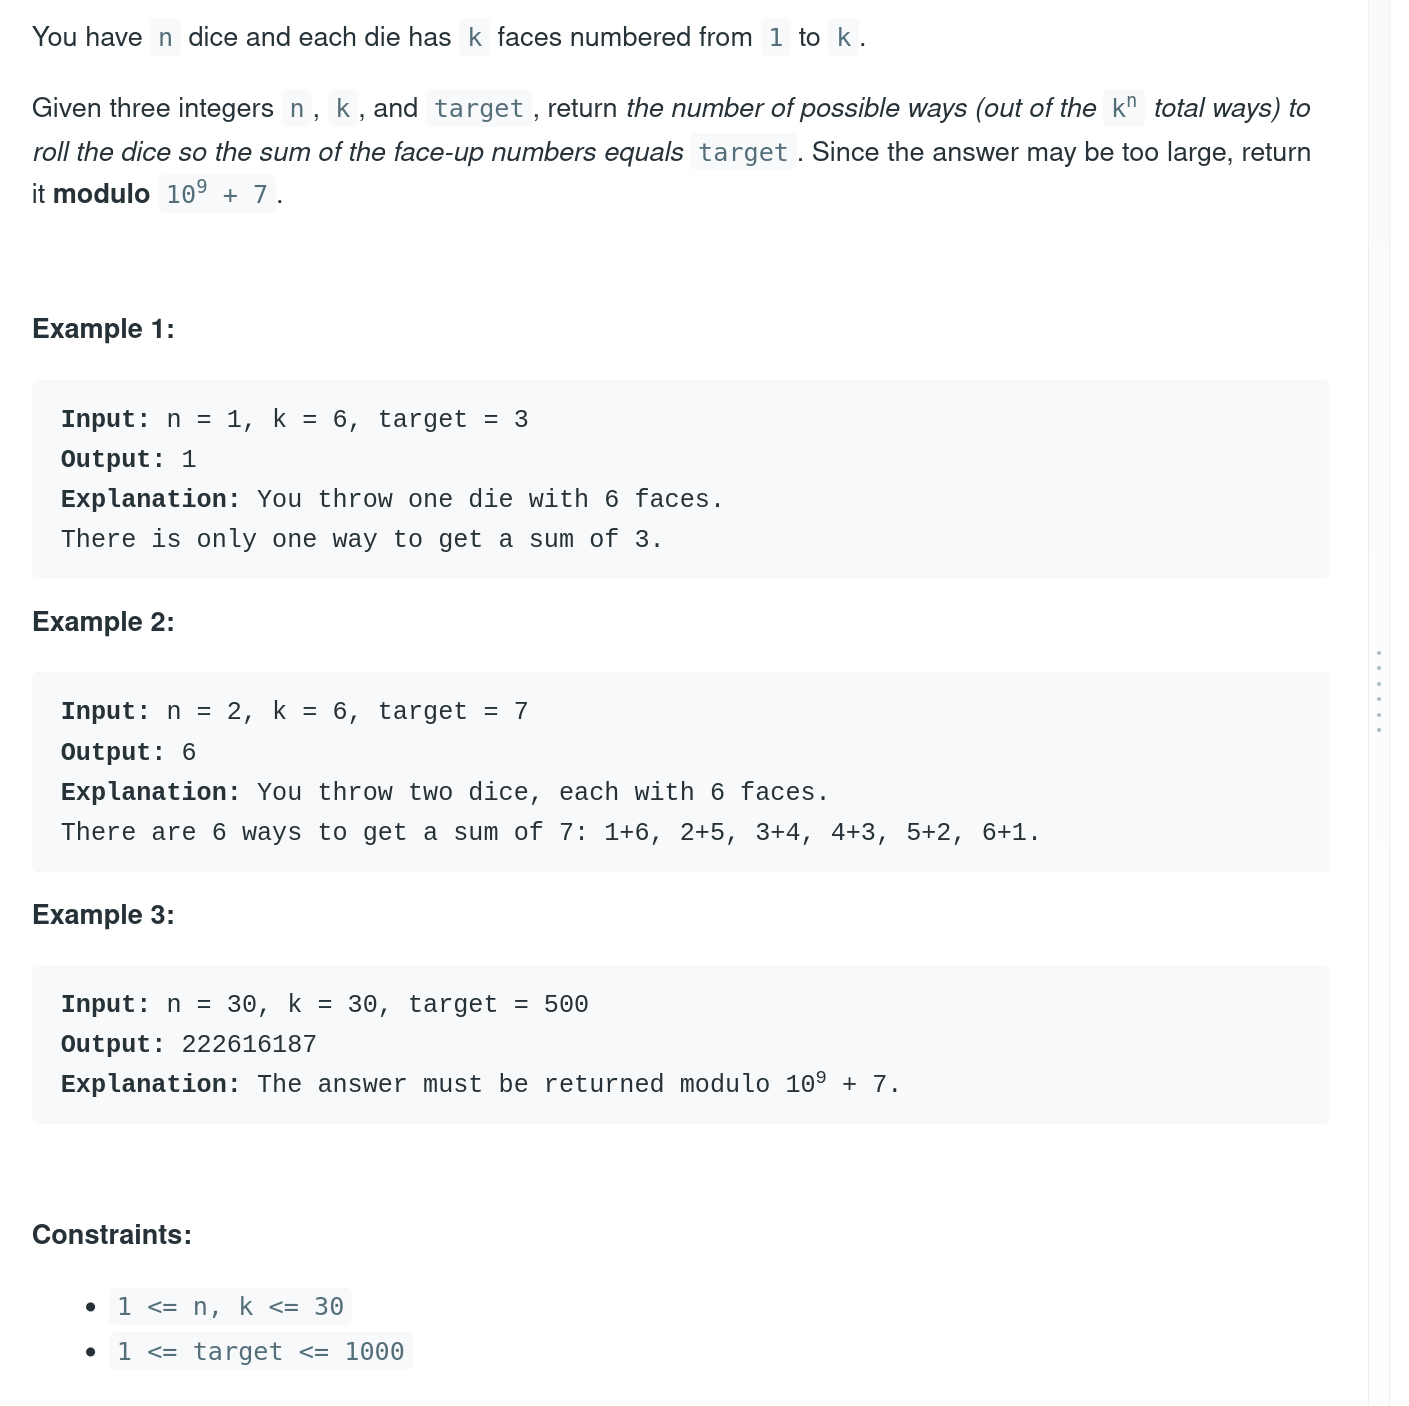 You have n dice and each die has k faces numbered from 1 to k.
Given three integers n, k, and target, return the number of possible ways (out of the kⁿ total ways) to
roll the dice so the sum of the face-up numbers equals target. Since the answer may be too large, return
it modulo 10⁹ + 7.
Example 1:
Input: n = 1, k = 6, target = 3
Output: 1
Explanation: You throw one die with 6 faces.
There is only one way to get a sum of 3.
Example 2:
Input: n = 2, k = 6, target = 7
Output: 6
Explanation: You throw two dice, each with 6 faces.
There are 6 ways to get a sum of 7: 1+6, 2+5, 3+4, 4+3, 5+2, 6+1.
Example 3:
Input: n = 30, k = 30, target = 500
Output: 222616187
Explanation: The answer must be returned modulo 10⁹ + 7.
Constraints:
• 1 <= n, k <= 30
• 1 <= target <= 1000